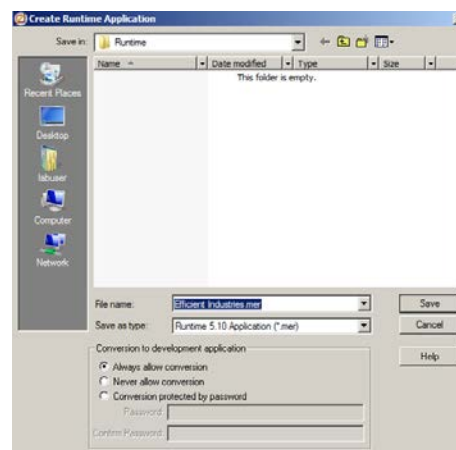 Create Runtime Application
Save in:
Runtime
Name
Date modified
Type
Size
This folder is empty.
Recent Places
Desktop
labuser
Computer
Network
File name:
Efficient Industries.mer
Save
Save as type:
Runtime 5.10 Application (*.mer)
Cancel
Conversion to development application
Help
Always allow conversion
Never allow conversion
Conversion protected by password
Password:
Confirm Password: